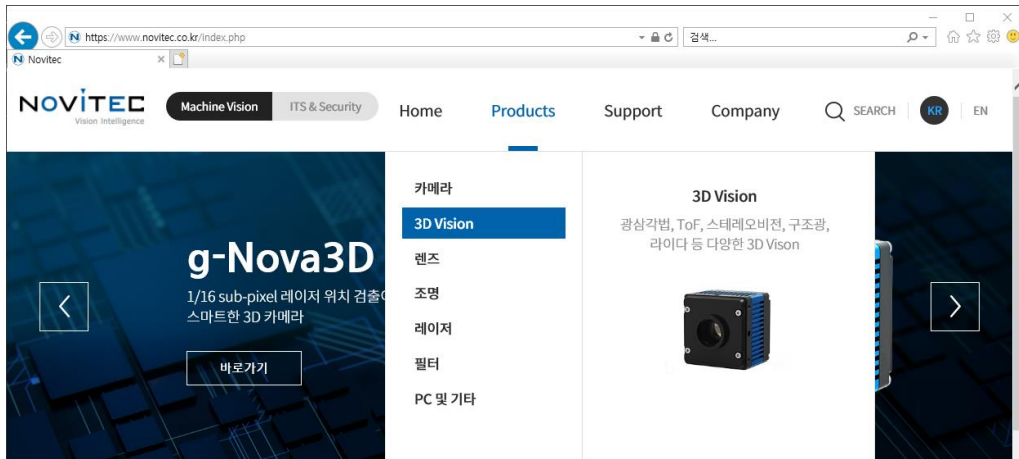 https://www.novitec.co.kr/index.php
검색...
Novitec
NOVITEC
Vision Intelligence
Machine Vision
ITS & Security
Home
Products
Support
Company
SEARCH
KR
EN
카메라
3D Vision
렌즈
조명
레이저
필터
PC 및 기타
3D Vision
광삼각법, ToF, 스테레오비전, 구조광,
라이다 등 다양한 3D Vison
g-Nova3D
1/16 sub-pixel 레이저 위치 검출
스마트한 3D 카메라
바로가기